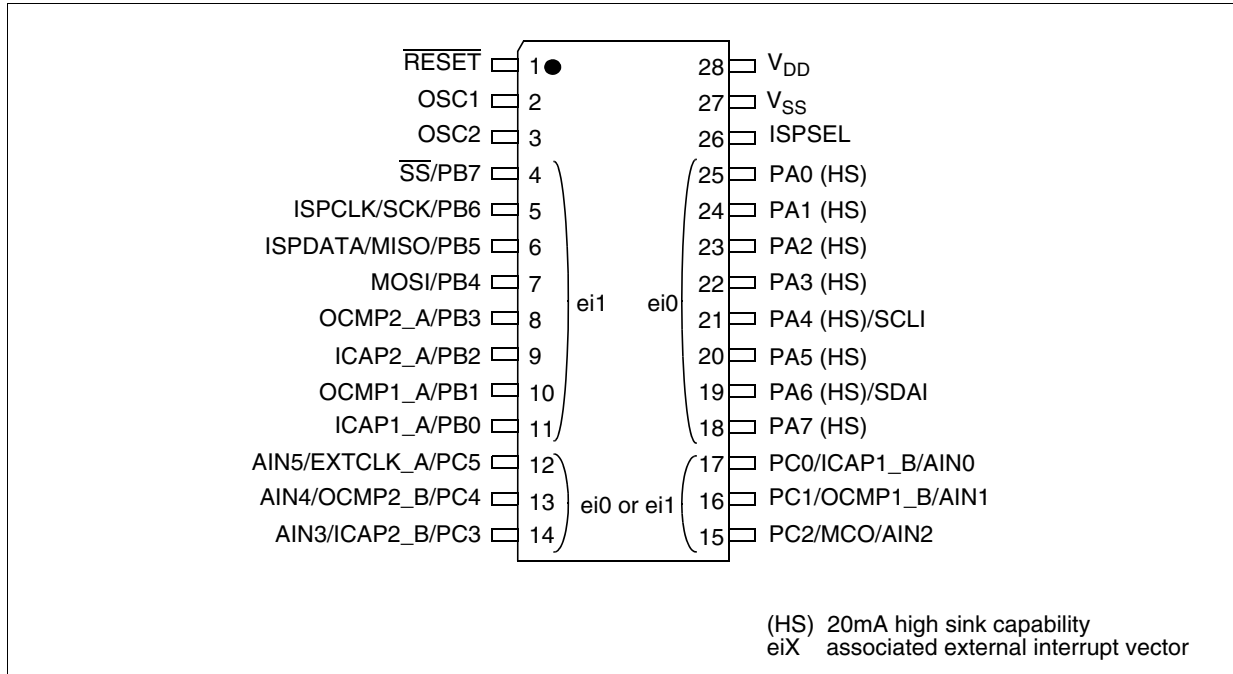 RESET 1 28 VDD
OSC1 2 27 VSS
OSC2 3 26 ISPSEL
SS/PB7 4 25 PA0 (HS)
ISPCLK/SCK/PB6 5 24 PA1 (HS)
ISPDATA/MISO/PB5 6 23 PA2 (HS)
MOSI/PB4 7 22 PA3 (HS)
ei1 ei0
OCMP2_A/PB3 8 21 PA4 (HS)/SCLI
ICAP2_A/PB2 9 20 PA5 (HS)
OCMP1_A/PB1 10 19 PA6 (HS)/SDAI
ICAP1_A/PB0 11 18 PA7 (HS)
AIN5/EXTCLK_A/PC5 12 17 PC0/ICAP1_B/AIN0
AIN4/OCMP2_B/PC4 13 ei0 or ei1 16 PC1/OCMP1_B/AIN1
AIN3/ICAP2_B/PC3 14 15 PC2/MCO/AIN2
(HS) 20mA high sink capability
eiX associated external interrupt vector